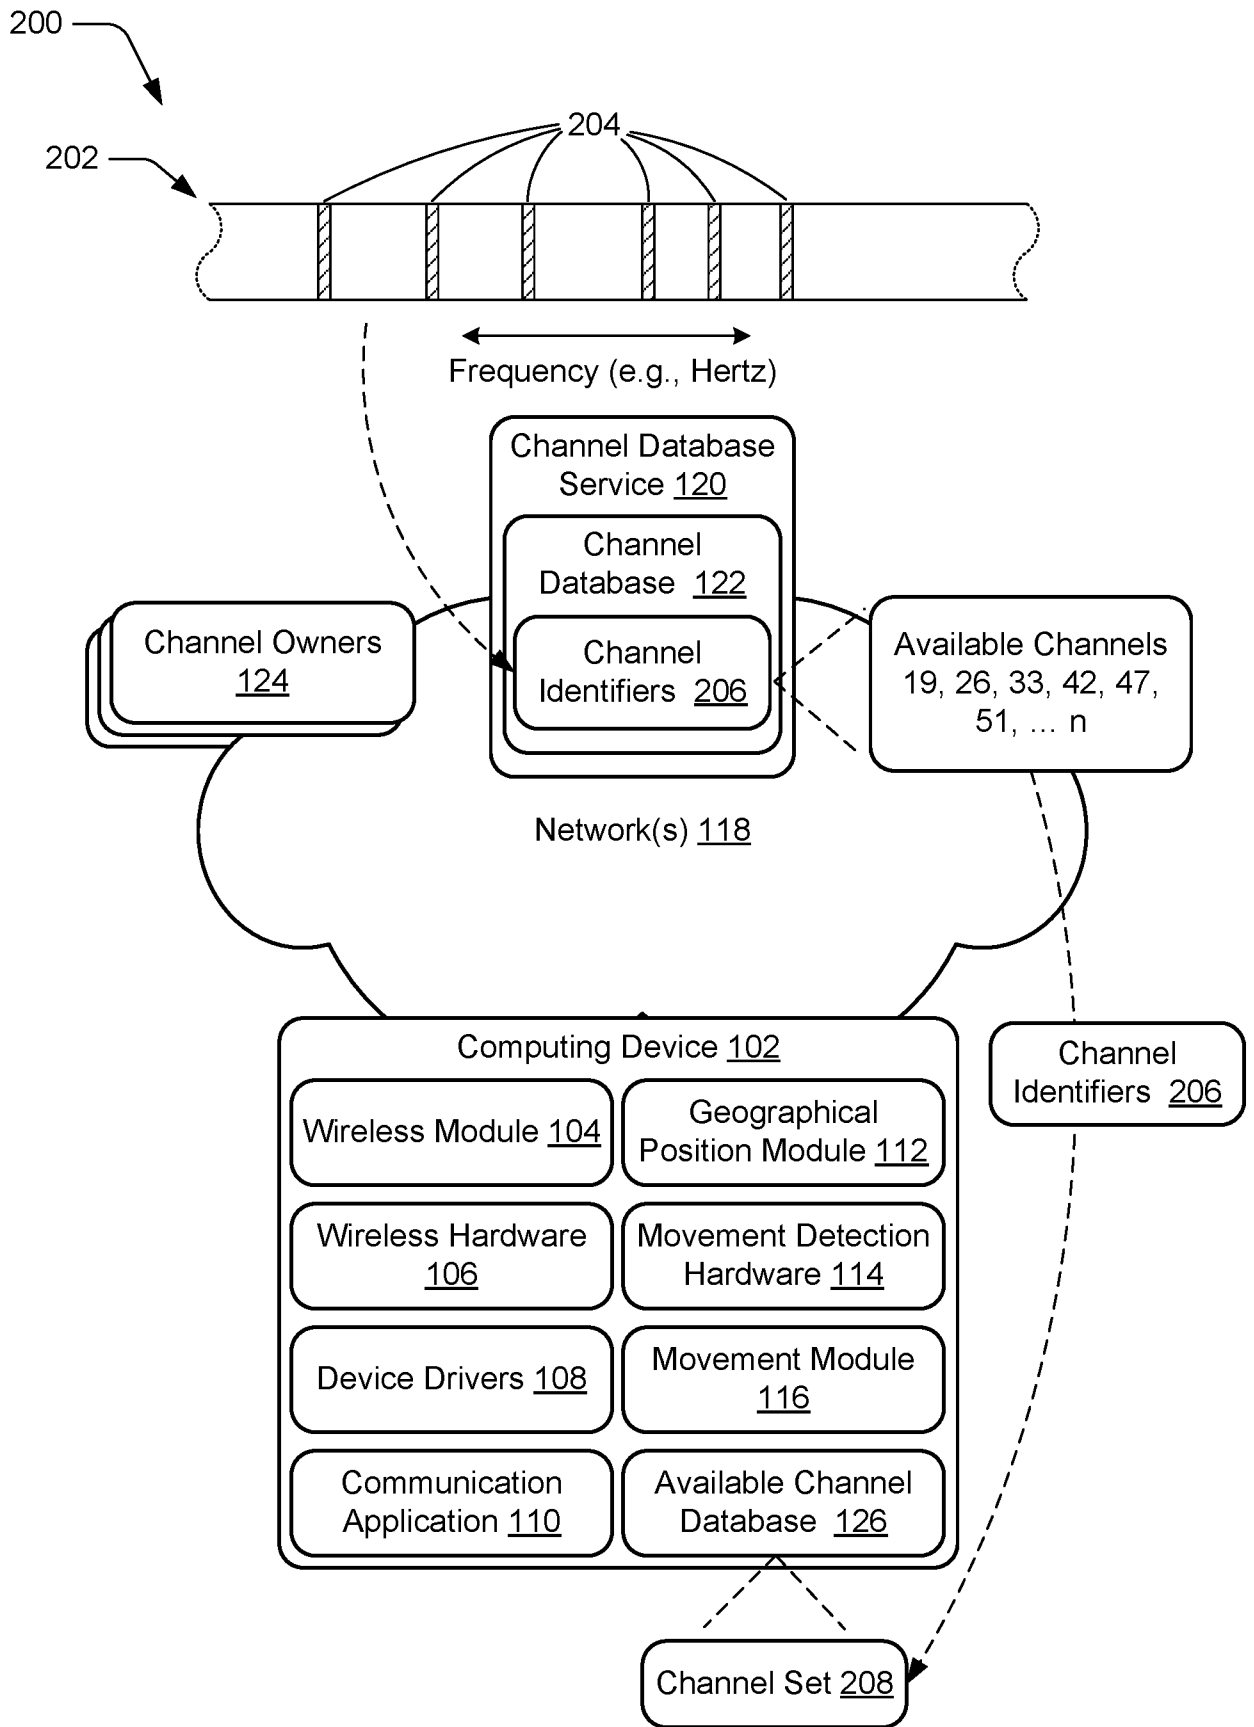 200
204
202
Frequency (e.g., Hertz)
Channel Database
Service 120
Channel
Database 122
Channel
Identifiers 206
Channel Owners
124
Available Channels
19, 26, 33, 42, 47,
51, ... n
Network(s) 118
Computing Device 102
Wireless Module 104
Geographical
Position Module 112
Wireless Hardware
106
Movement Detection
Hardware 114
Device Drivers 108
Movement Module
116
Communication
Application 110
Available Channel
Database 126
Channel
Identifiers 206
Channel Set 208